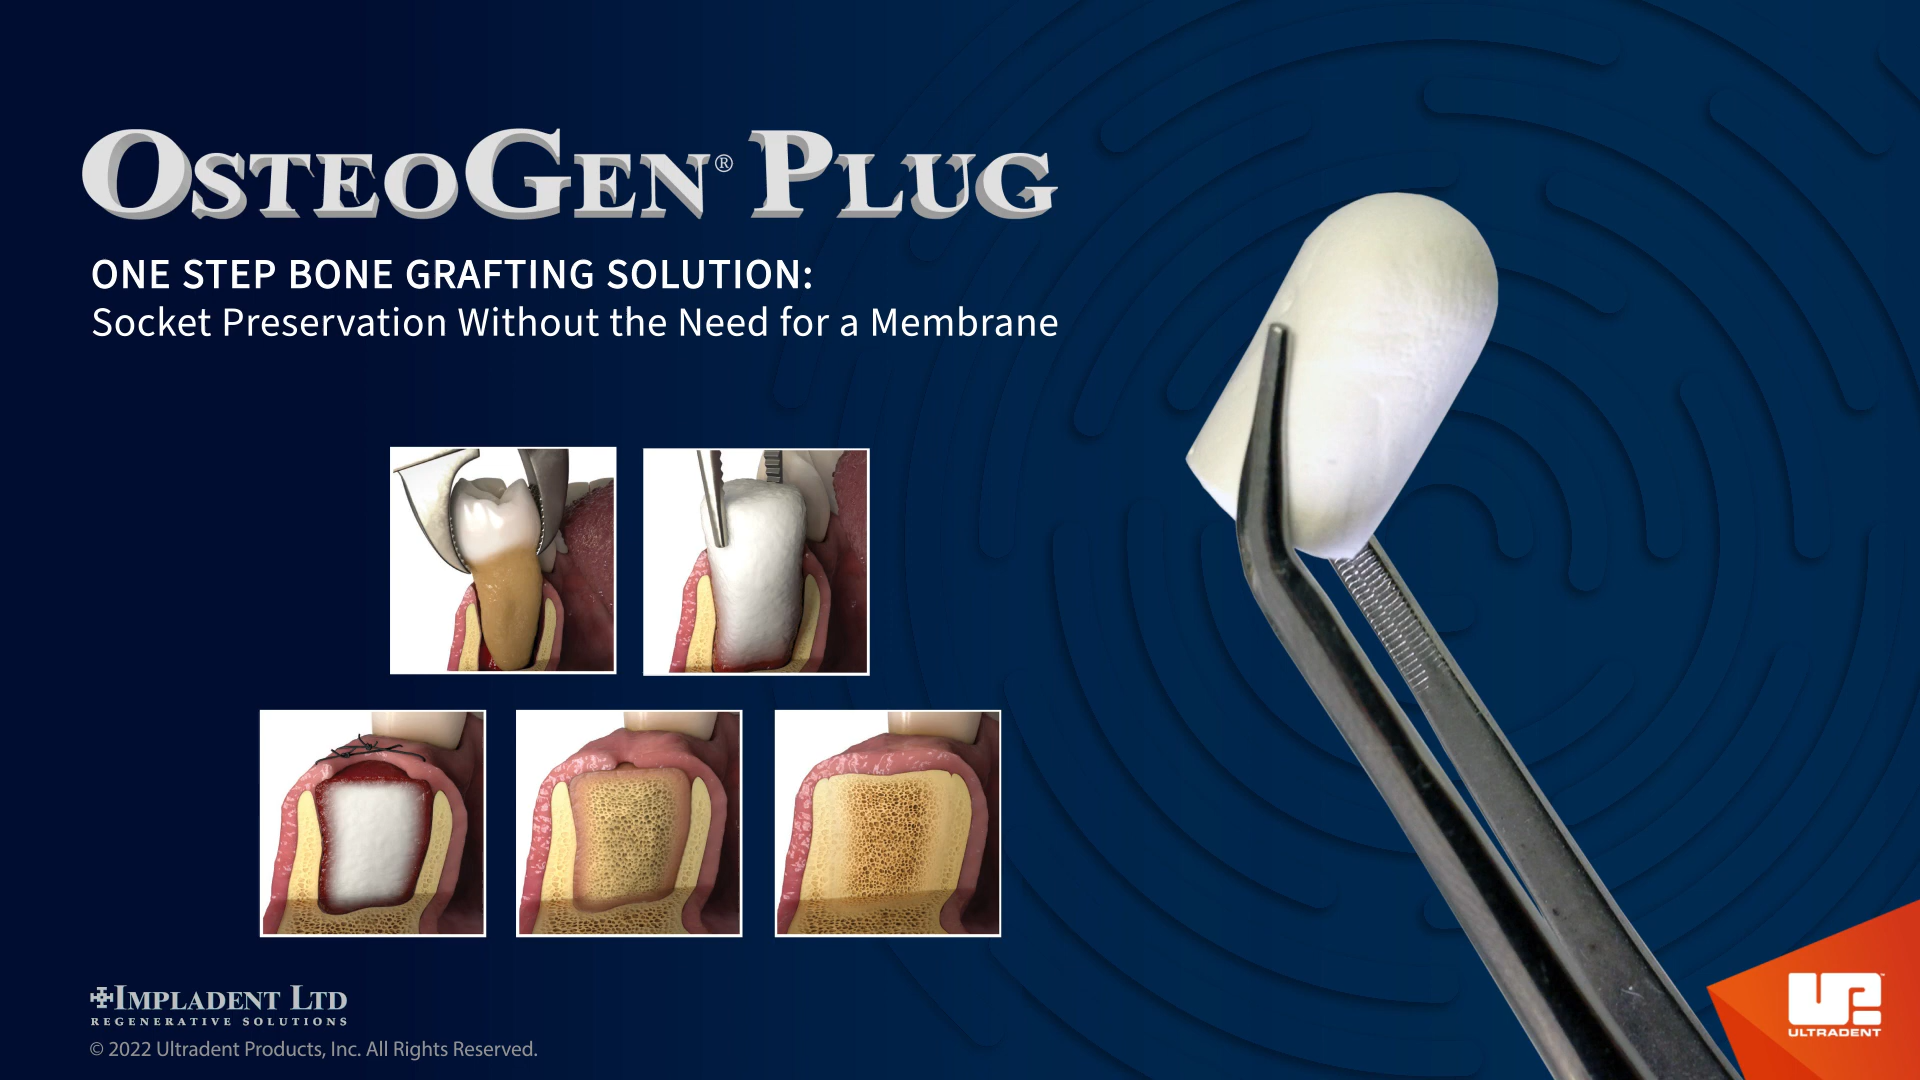 OSTEOGEN® PLUG
ONE STEP BONE GRAFTING SOLUTION:
Socket Preservation Without the Need for a Membrane
IMPLADENT LTD
REGENERATIVE SOLUTIONS
© 2022 Ultradent Products, Inc. All Rights Reserved.
UP™
ULTRADENT